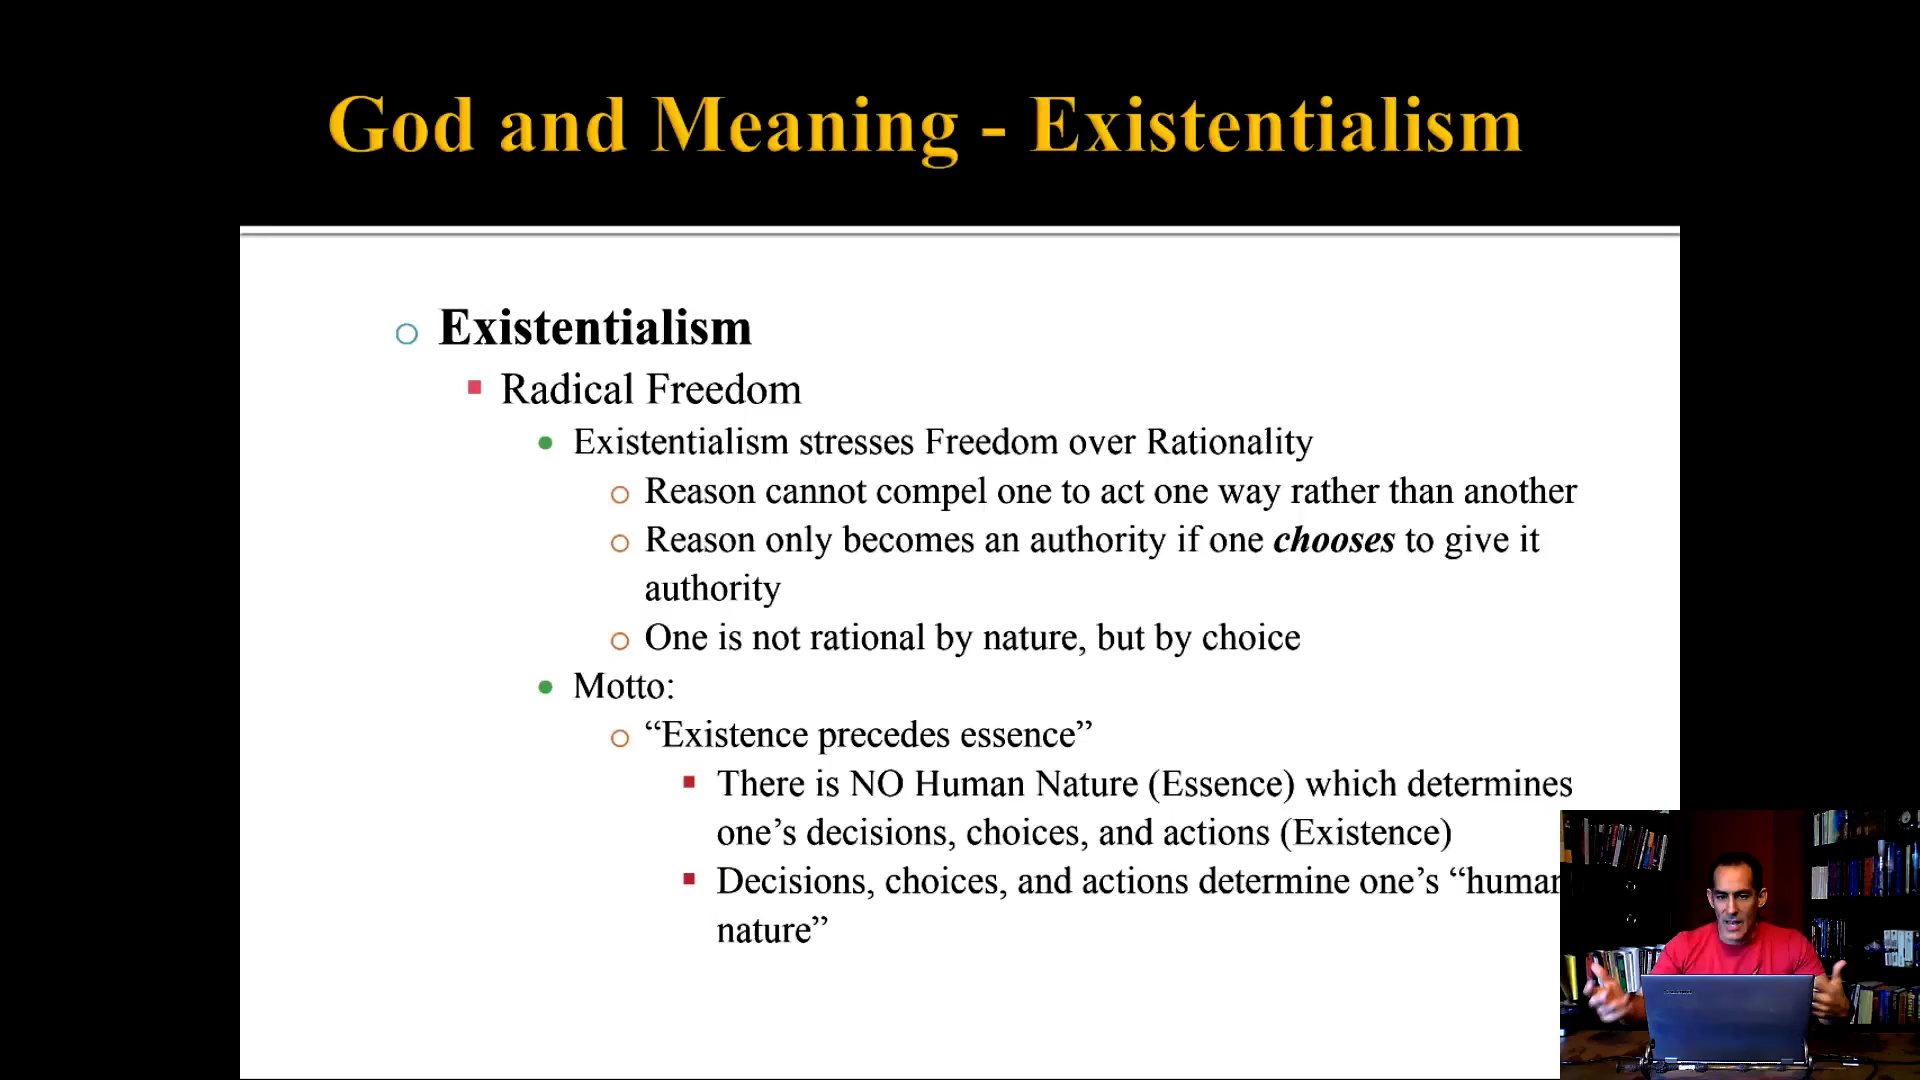 God and Meaning - Existentialism
Existentialism
Radical Freedom
Existentialism stresses Freedom over Rationality
Reason cannot compel one to act one way rather than another
Reason only becomes an authority if one chooses to give it
authority
One is not rational by nature, but by choice
Motto:
“Existence precedes essence”
There is NO Human Nature (Essence) which determines
one’s decisions, choices, and actions (Existence)
Decisions, choices, and actions determine one’s “human
nature”